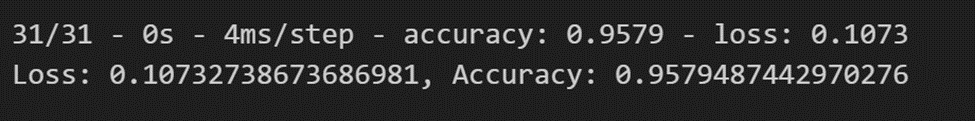 31/31 - 0s - 4ms/step - accuracy: 0.9579 - loss: 0.1073
Loss: 0.10732738673686981, Accuracy: 0.9579487442970276